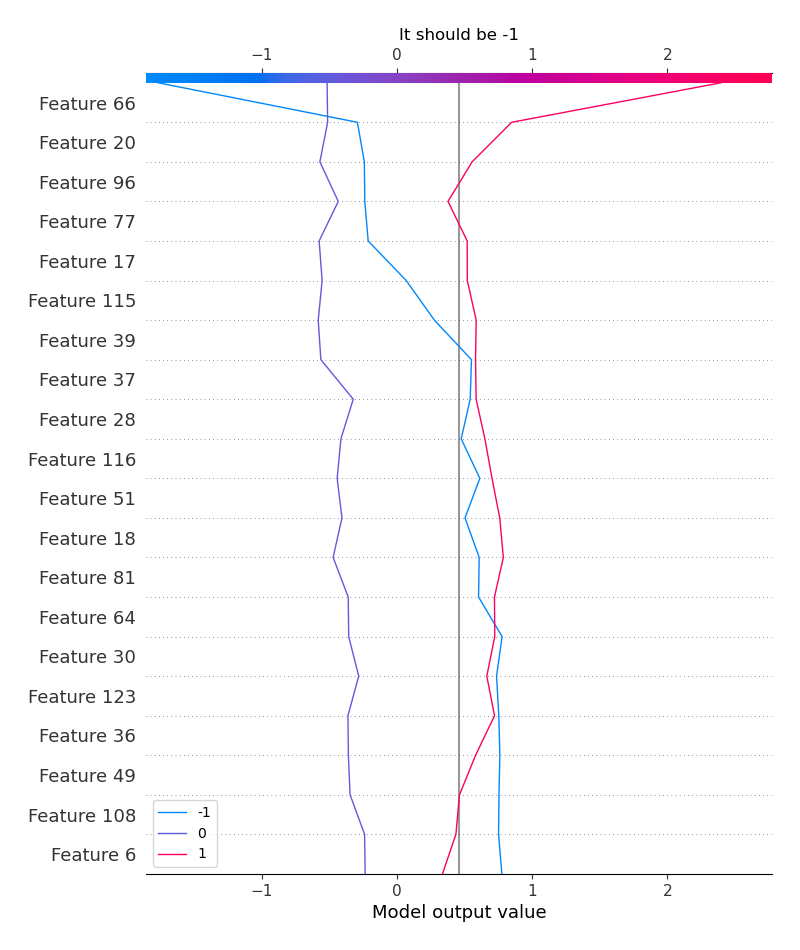 It should be -1
−1 0 1 2
Feature 66
Feature 20
Feature 96
Feature 77
Feature 17
Feature 115
Feature 39
Feature 37
Feature 28
Feature 116
Feature 51
Feature 18
Feature 81
Feature 64
Feature 30
Feature 123
Feature 36
Feature 49
Feature 108
Feature 6
-1
0
1
−1 0 1 2
Model output value